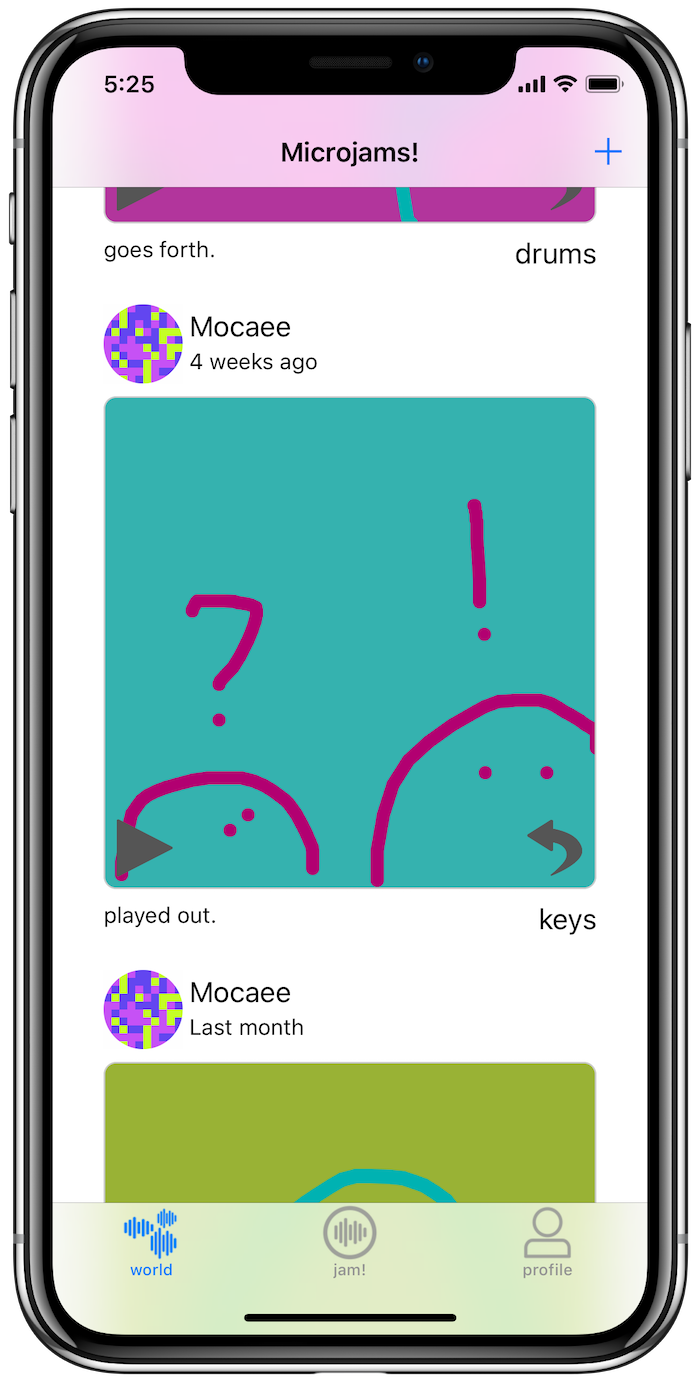 5:25
Microjams!
goes forth.
drums
Mocaee
4 weeks ago
? !
played out.
keys
Mocaee
Last month
world
jam!
profile